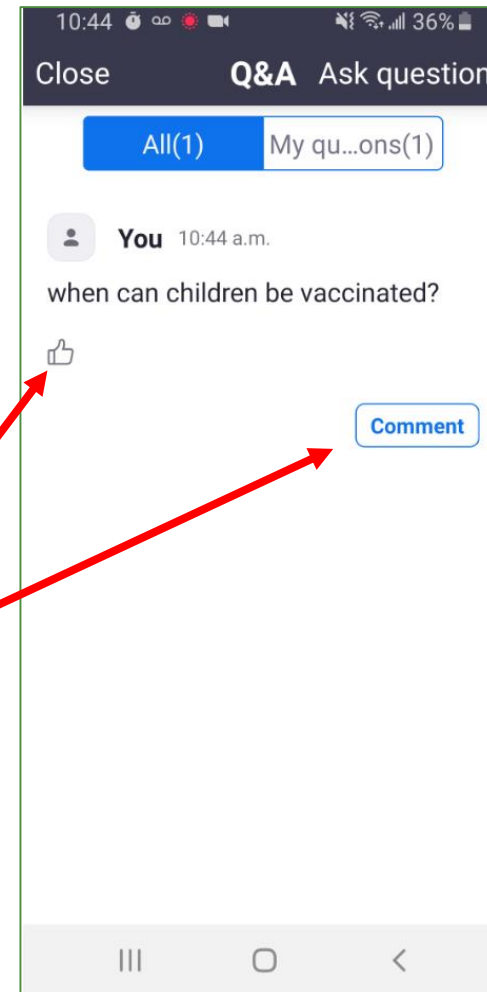 10:44 36%
Close Q&A Ask question
All(1) My qu...ons(1)
You 10:44 a.m.
when can children be vaccinated?
Comment